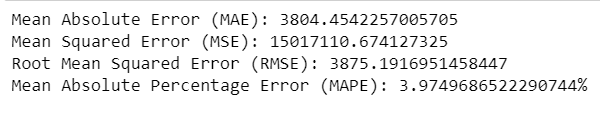 Mean Absolute Error (MAE): 3804.4542257005705
Mean Squared Error (MSE): 15017110.674127325
Root Mean Squared Error (RMSE): 3875.1916951458447
Mean Absolute Percentage Error (MAPE): 3.9749686522290744%